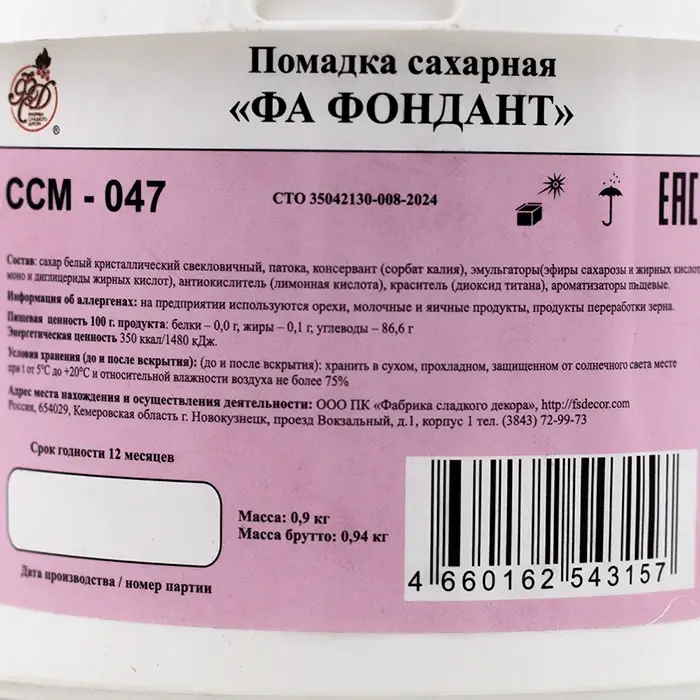 Помадка сахарная
«ФА ФОНДАНТ»
ФСД
ФАБРИКА
СЛАДКОГО
ДЕКОРА
®
ССМ - 047
СТО 35042130-008-2024
EAC
Состав: сахар белый кристаллический свекловичный, патока, консервант (сорбат калия), эмульгаторы(эфиры сахарозы и жирных кислот
моно и диглицериды жирных кислот), антиокислитель (лимонная кислота), краситель (диоксид титана), ароматизаторы пищевые.
Информация об аллергенах: на предприятии используются орехи, молочные и яичные продукты, продукты переработки зерна.
Пищевая ценность 100 г. продукта: белки – 0,0 г, жиры – 0,1 г, углеводы – 86,6 г
Энергетическая ценность 350 ккал/1480 кДж.
Условия хранения (до и после вскрытия): (до и после вскрытия): хранить в сухом, прохладном, защищенном от солнечного света месте
при t от 5°С до +20°С и относительной влажности воздуха не более 75%
Адрес места нахождения и осуществления деятельности: ООО ПК «Фабрика сладкого декора», http://fsdecor.com
Россия, 654029, Кемеровская область г. Новокузнецк, проезд Вокзальный, д.1, корпус 1 тел. (3843) 72-99-73
Срок годности 12 месяцев
Масса: 0,9 кг
Масса брутто: 0,94 кг
Дата производства / номер партии
4 660162 543157